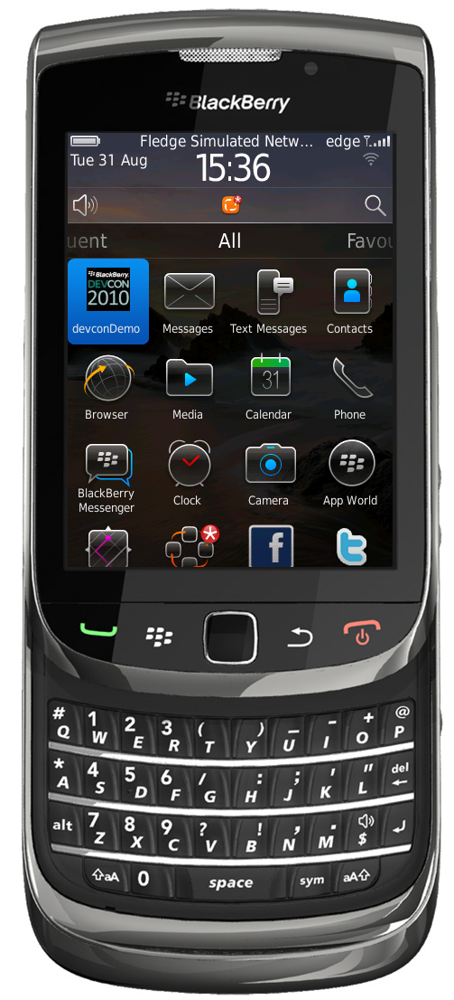 BlackBerry
Fledge Simulated Netw... edge
Tue 31 Aug 15:36
uent All Favou
BlackBerry.
DEVCON
2010
31
devconDemo Messages Text Messages Contacts
Browser Media Calendar Phone
BlackBerry
Messenger Clock Camera App World
f t
# 1 2 3 ( ) _ - + @
Q W E R T Y U I O P
* 4 5 6 / : ; ' " del
A S D F G H J K L
alt 7 8 9 ? ! , .
Z X C V B N M $
aA 0 space sym aA